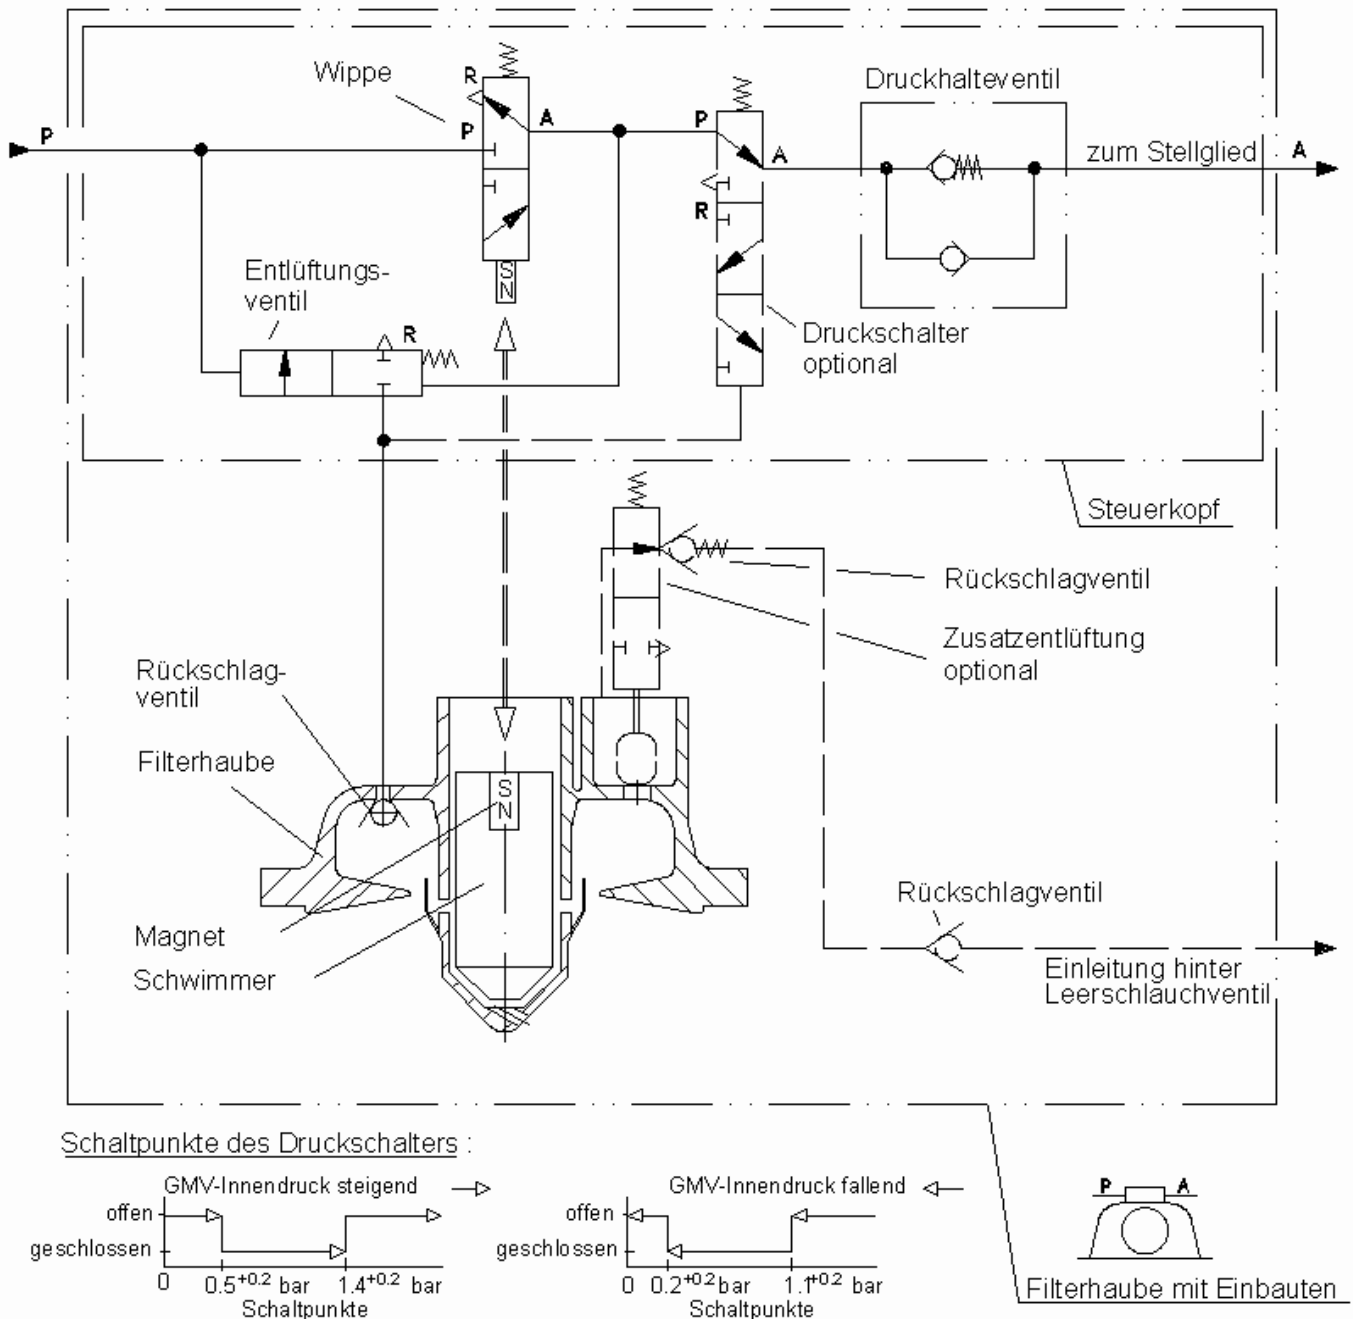 Wippe
R
P
A
P
P
A
R
Druckhalteventil
zum Stellglied
A
S
N
Entlüftungs-
ventil
R
Druckschalter
optional
Steuerkopf
Rückschlagventil
Zusatzentlüftung
optional
Rückschlag-
ventil
Filterhaube
S
N
Magnet
Schwimmer
Rückschlagventil
Einleitung hinter
Leerschlauchventil
Schaltpunkte des Druckschalters :
GMV-Innendruck steigend
offen
geschlossen
0 0.5+0.2 bar 1.4+0.2 bar
Schaltpunkte
GMV-Innendruck fallend
offen
geschlossen
0 0.2+0.2 bar 1.1+0.2 bar
Schaltpunkte
P A
Filterhaube mit Einbauten